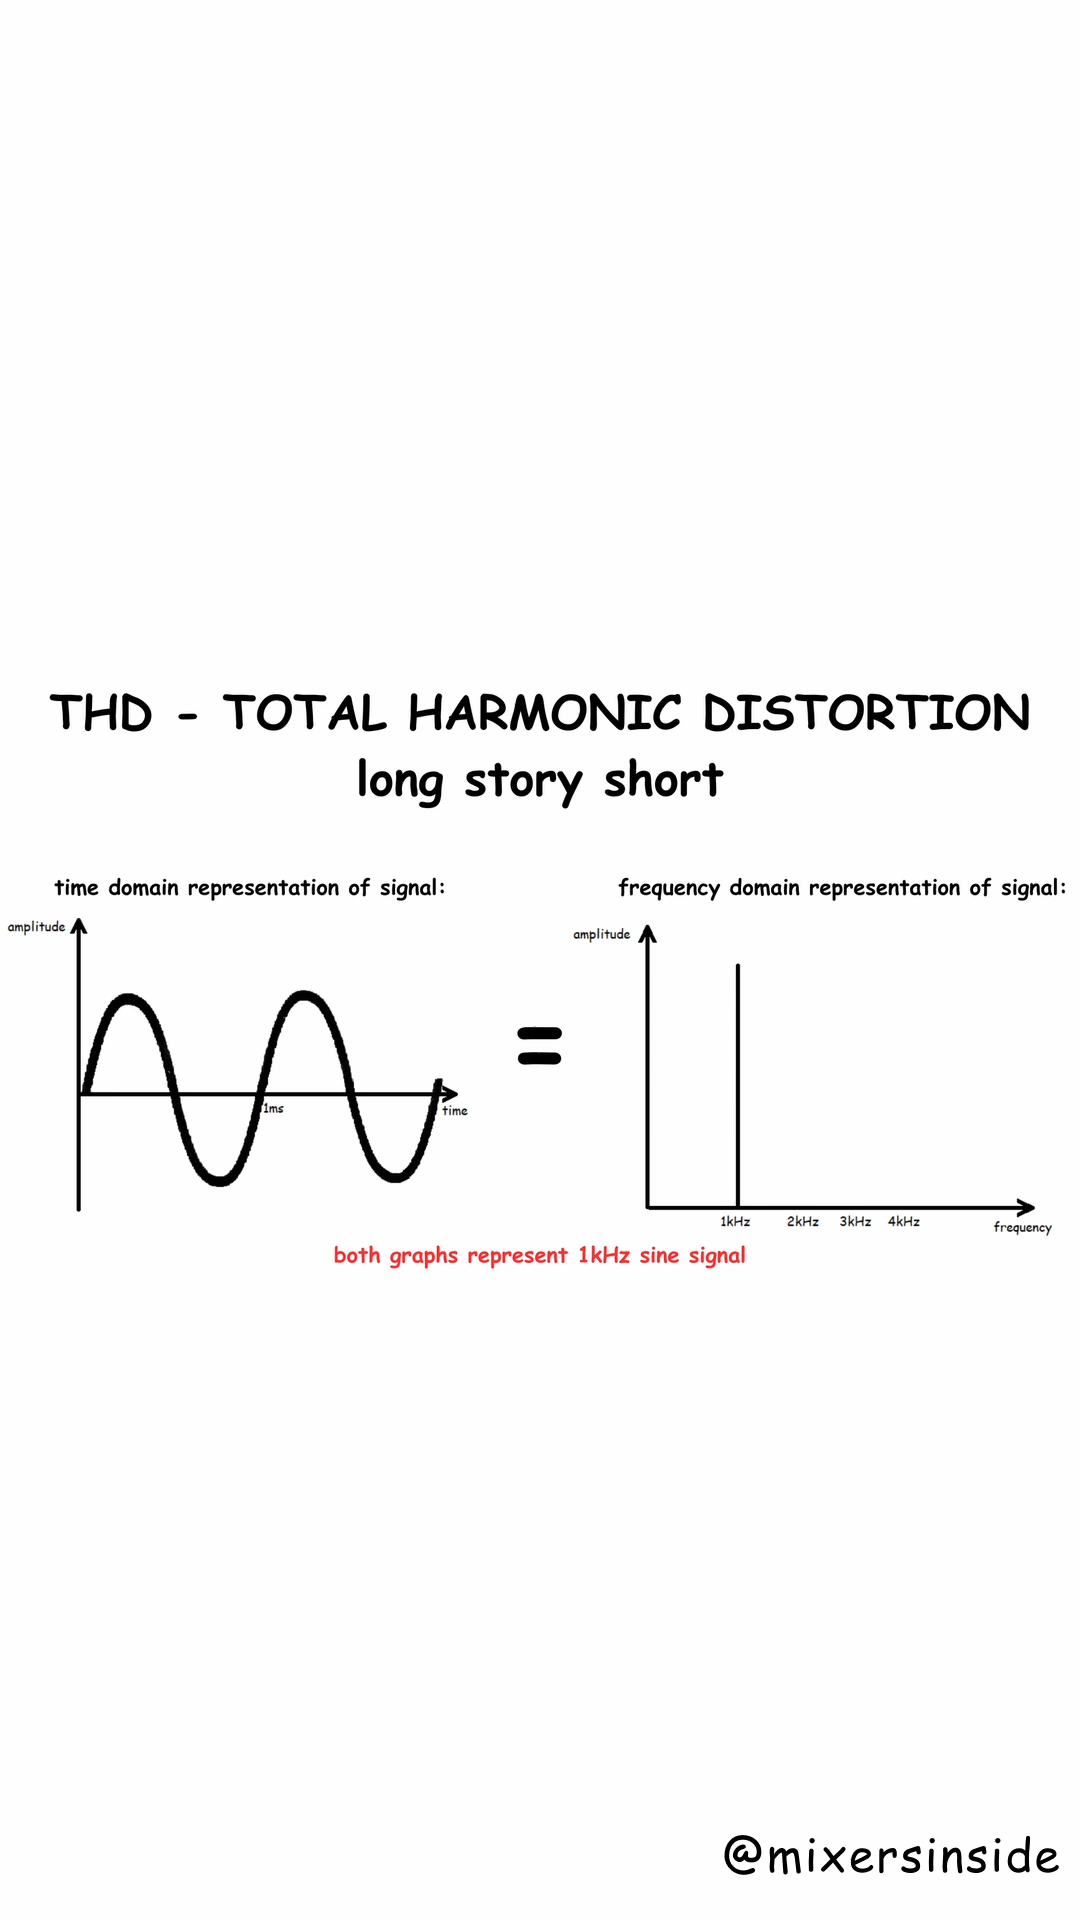 THD - TOTAL HARMONIC DISTORTION
long story short
time domain representation of signal:
amplitude
1ms
time
=
frequency domain representation of signal:
amplitude
1kHz 2kHz 3kHz 4kHz
frequency
both graphs represent 1kHz sine signal
@mixersinside